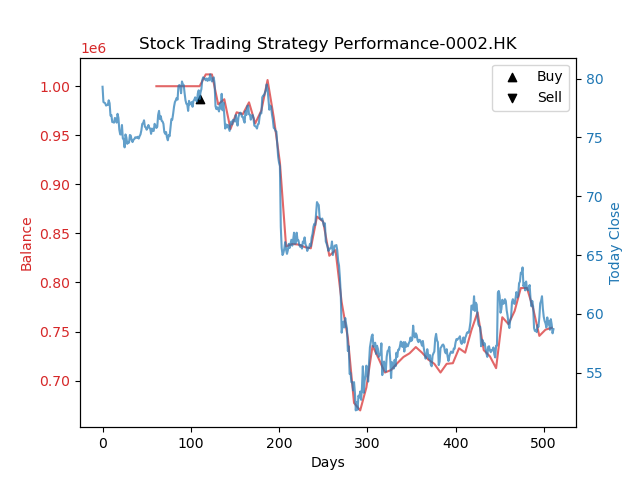 Stock Trading Strategy Performance-0002.HK
1e6
Buy
Sell
1.00
0.95
0.90
0.85
0.80
0.75
0.70
Balance
80
75
70
65
60
55
Today Close
0 100 200 300 400 500
Days